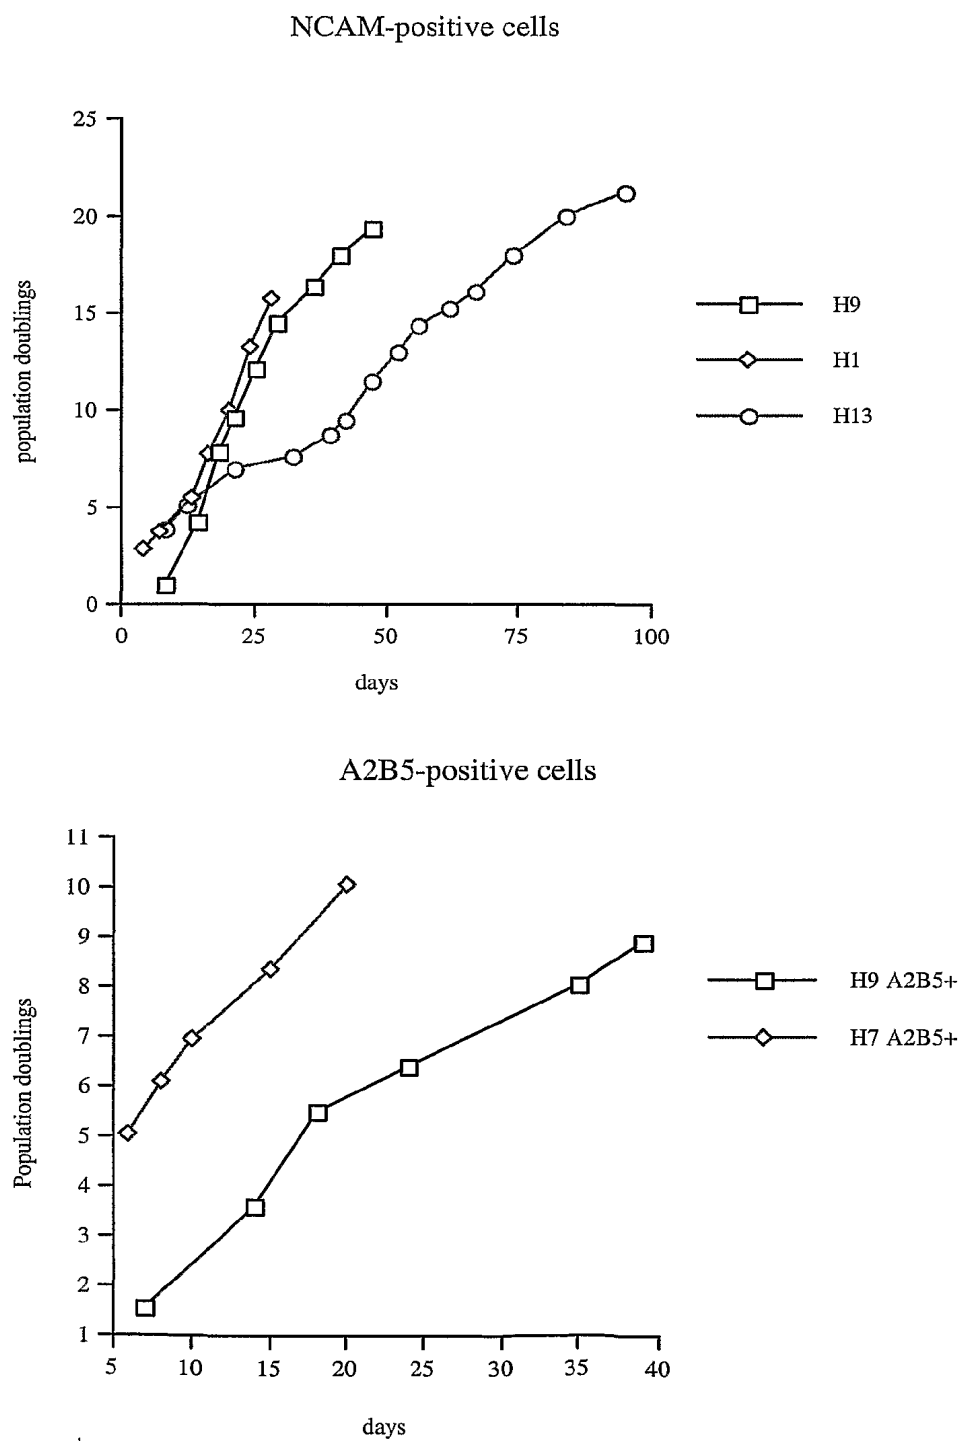 NCAM-positive cells
25
20
15
10
5
0
population doublings
0 25 50 75 100
days
H9
H1
H13
A2B5-positive cells
11
10
9
8
7
6
5
4
3
2
1
Population doublings
5 10 15 20 25 30 35 40
days
H9 A2B5+
H7 A2B5+